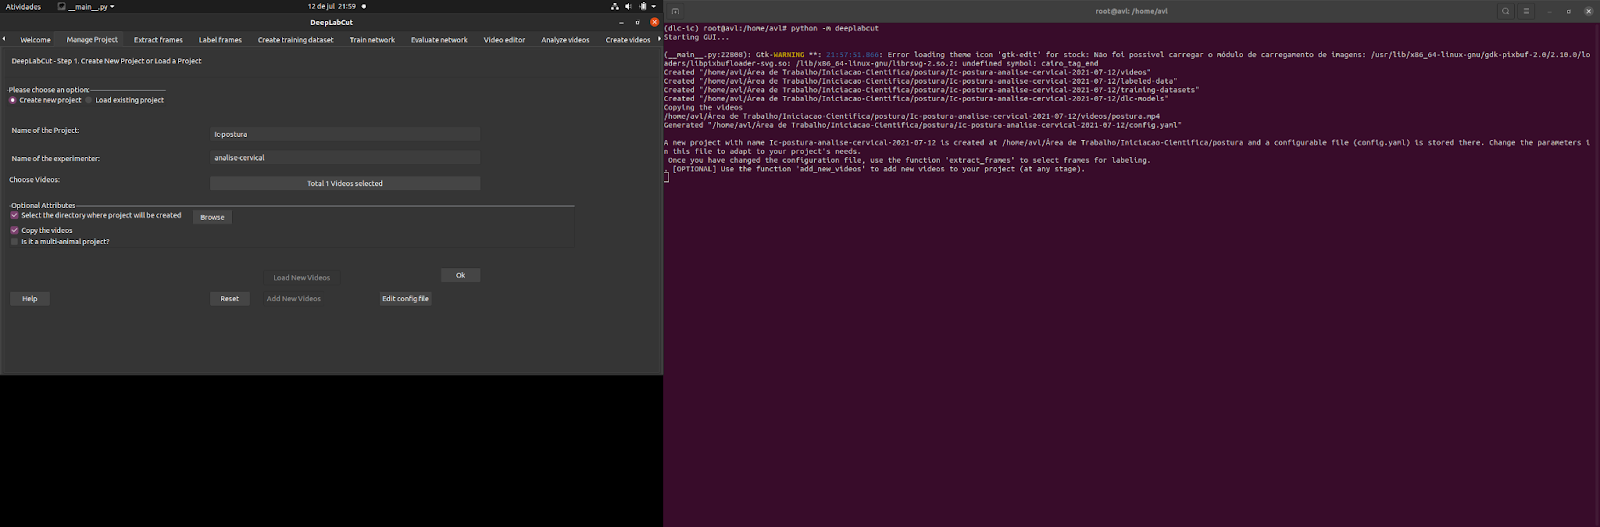 Atividades
__main__.py
12 de jul 21:59
DeepLabCut
Welcome
Manage Project
Extract frames
Label frames
Create training dataset
Train network
Evaluate network
Video editor
Analyze videos
Create videos
DeepLabCut - Step 1. Create New Project or Load a Project
Please choose an option:
Create new project
Load existing project
Name of the Project:
Ic-postura
Name of the experimenter:
analise-cervical
Choose Videos:
Total 1 Videos selected
Optional Attributes
Select the directory where project will be created
Browse
Copy the videos
Is it a multi-animal project?
Load New Videos
Ok
Help
Reset
Add New Videos
Edit config file
root@avl: /home/avl
(dlc-ic) root@avl:/home/avl# python -m deeplabcut
Starting GUI...
(__main__.py:22808): Gtk-WARNING **: 21:57:51.866: Error loading theme icon 'gtk-edit' for stock: Não foi possível carregar o módulo de carregamento de imagens: /usr/lib/x86_64-linux-gnu/gdk-pixbuf-2.0/2.10.0/lo
aders/libpixbufloader-svg.so: /lib/x86_64-linux-gnu/librsvg-2.so.2: undefined symbol: cairo_tag_end
Created "/home/avl/Área de Trabalho/Iniciacao-Cientifica/postura/Ic-postura-analise-cervical-2021-07-12/videos"
Created "/home/avl/Área de Trabalho/Iniciacao-Cientifica/postura/Ic-postura-analise-cervical-2021-07-12/labeled-data"
Created "/home/avl/Área de Trabalho/Iniciacao-Cientifica/postura/Ic-postura-analise-cervical-2021-07-12/training-datasets"
Created "/home/avl/Área de Trabalho/Iniciacao-Cientifica/postura/Ic-postura-analise-cervical-2021-07-12/dlc-models"
Copying the videos
/home/avl/Área de Trabalho/Iniciacao-Cientifica/postura/Ic-postura-analise-cervical-2021-07-12/videos/postura.mp4
Generated "/home/avl/Área de Trabalho/Iniciacao-Cientifica/postura/Ic-postura-analise-cervical-2021-07-12/config.yaml"
A new project with name Ic-postura-analise-cervical-2021-07-12 is created at /home/avl/Área de Trabalho/Iniciacao-Cientifica/postura and a configurable file (config.yaml) is stored there. Change the parameters i
n this file to adapt to your project's needs.
Once you have changed the configuration file, use the function 'extract_frames' to select frames for labeling.
. [OPTIONAL] Use the function 'add_new_videos' to add new videos to your project (at any stage).